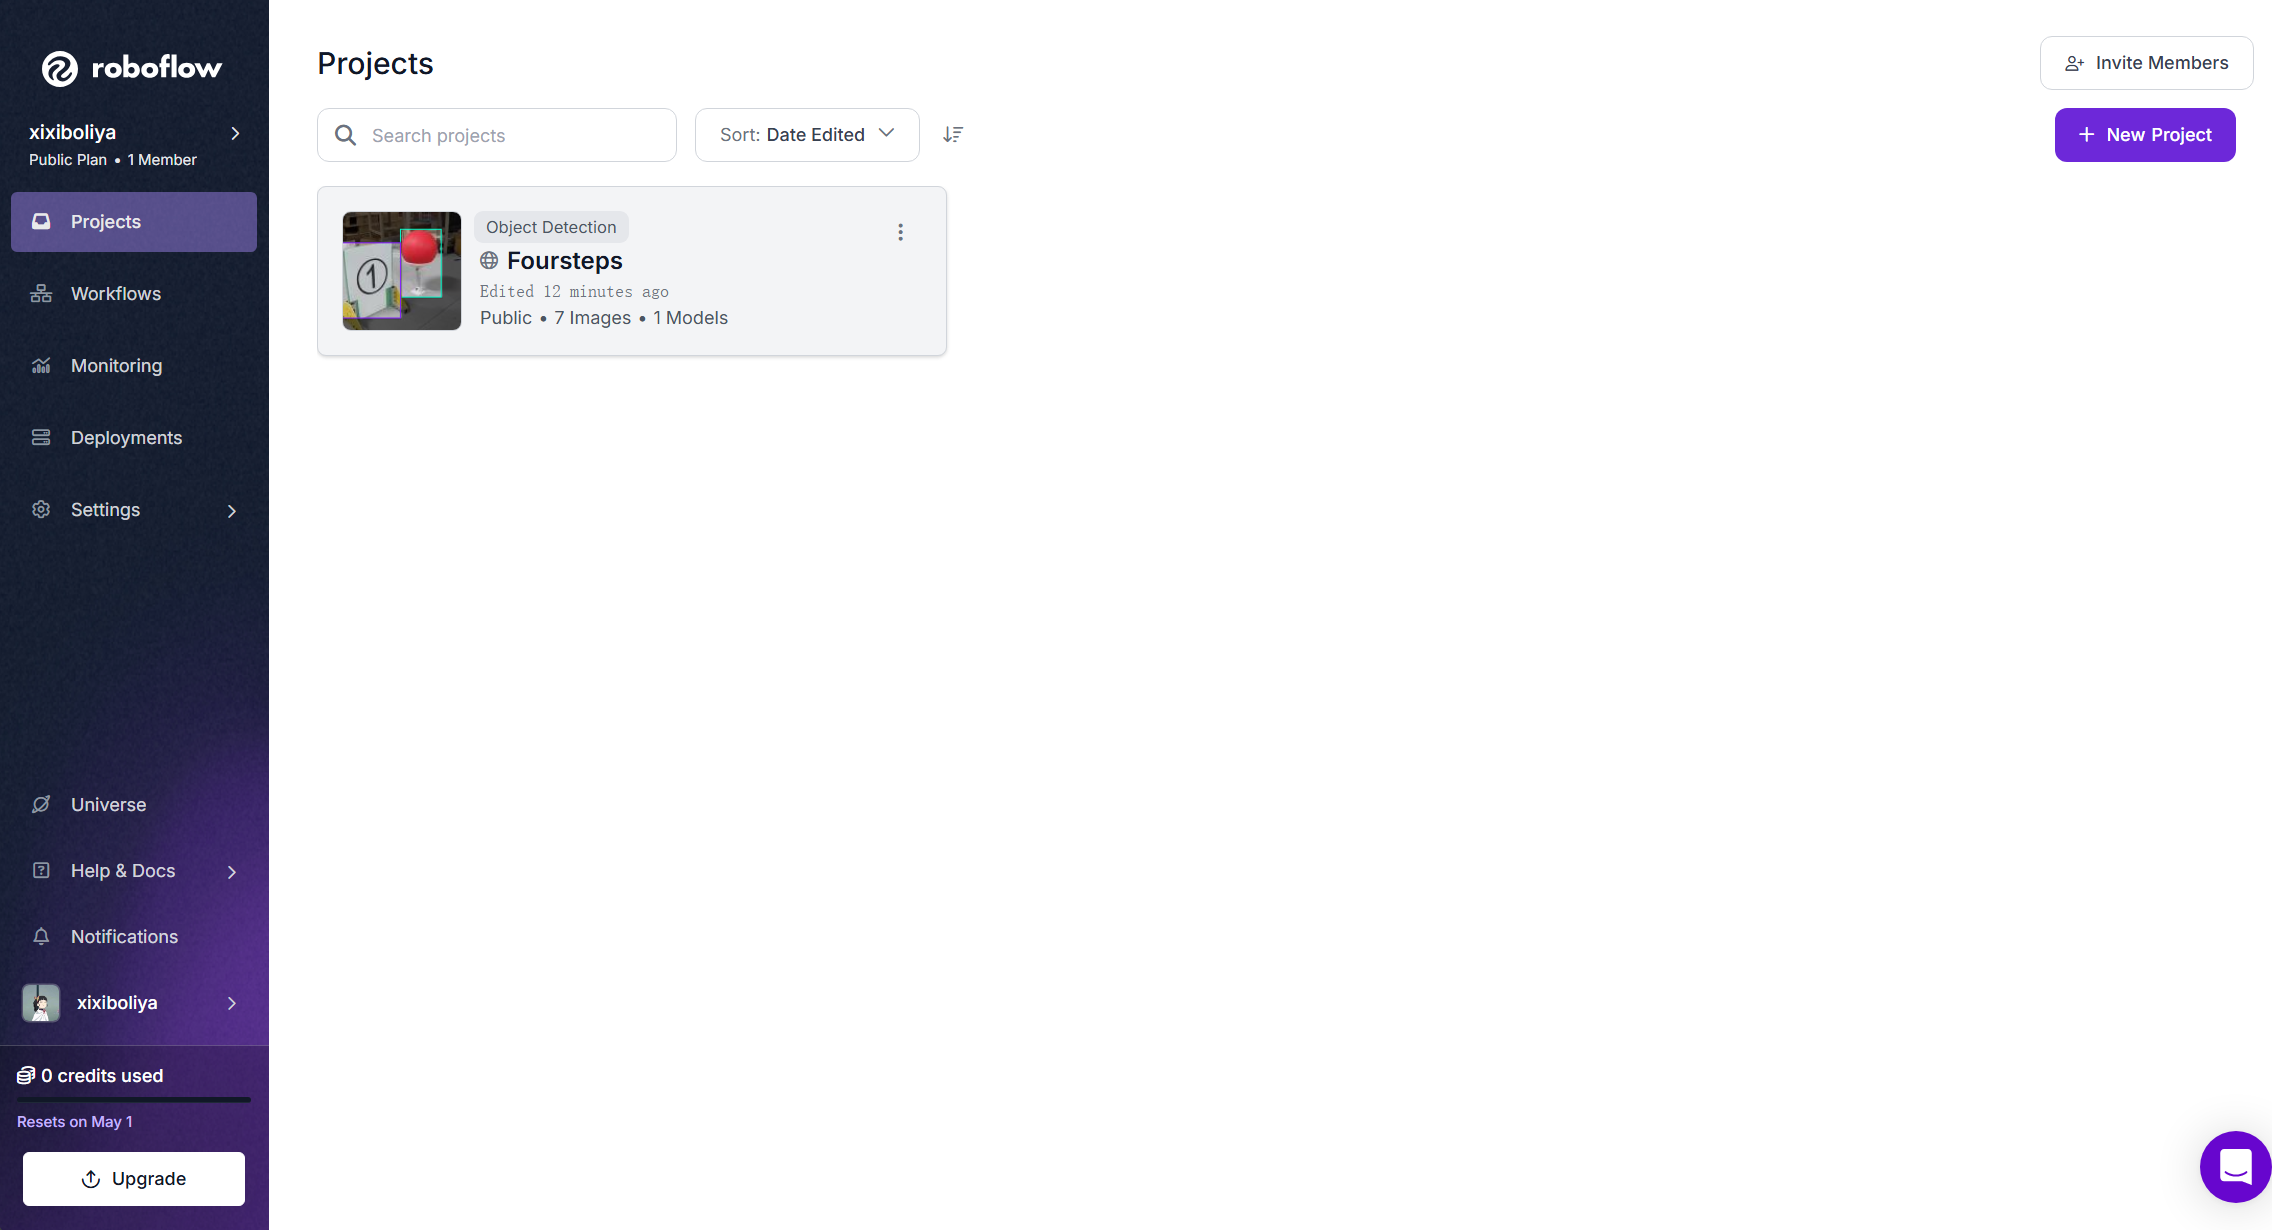 roboflow
xixiboliya
Public Plan • 1 Member
Projects
Workflows
Monitoring
Deployments
Settings
Universe
Help & Docs
Notifications
xixiboliya
0 credits used
Resets on May 1
Upgrade
Projects
Invite Members
Search projects
Sort: Date Edited
New Project
1
Object Detection
Foursteps
Edited 12 minutes ago
Public • 7 Images • 1 Models